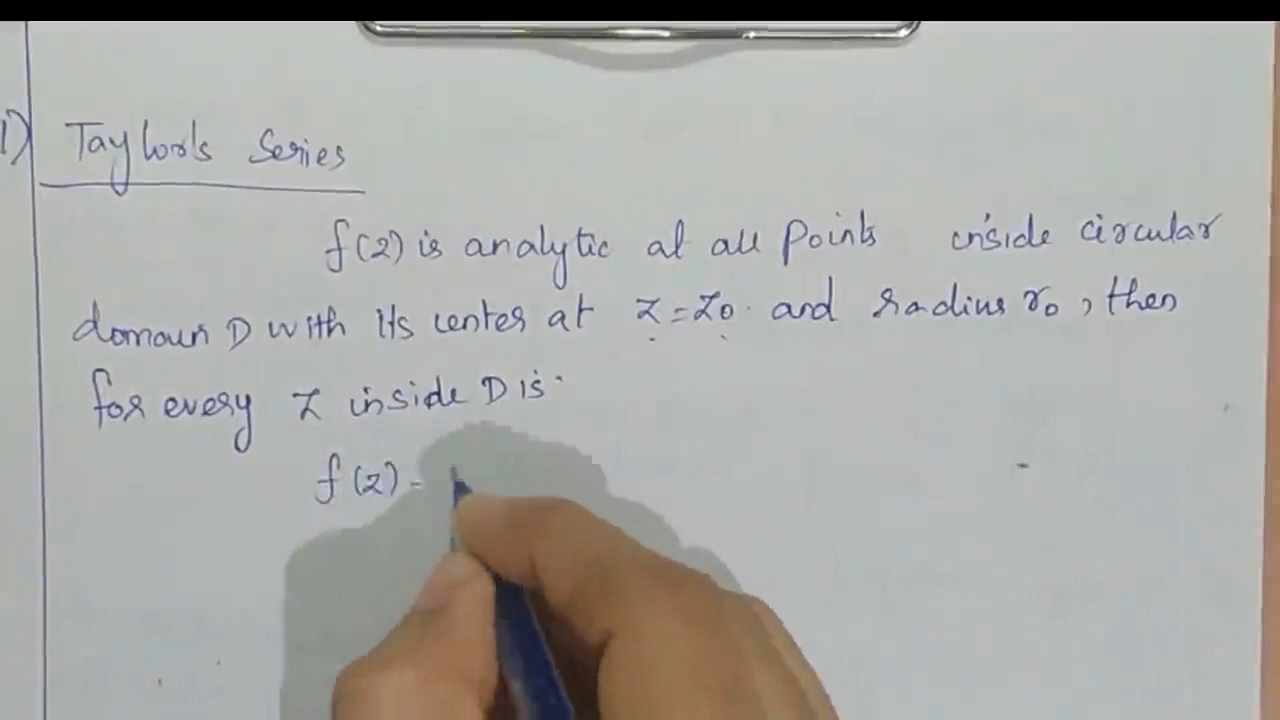 1) Taylor's Series
f(z) is analytic at all points inside circular
domain D with its center at z = z₀ and radius r₀, then
for every z inside D is
f(z) =